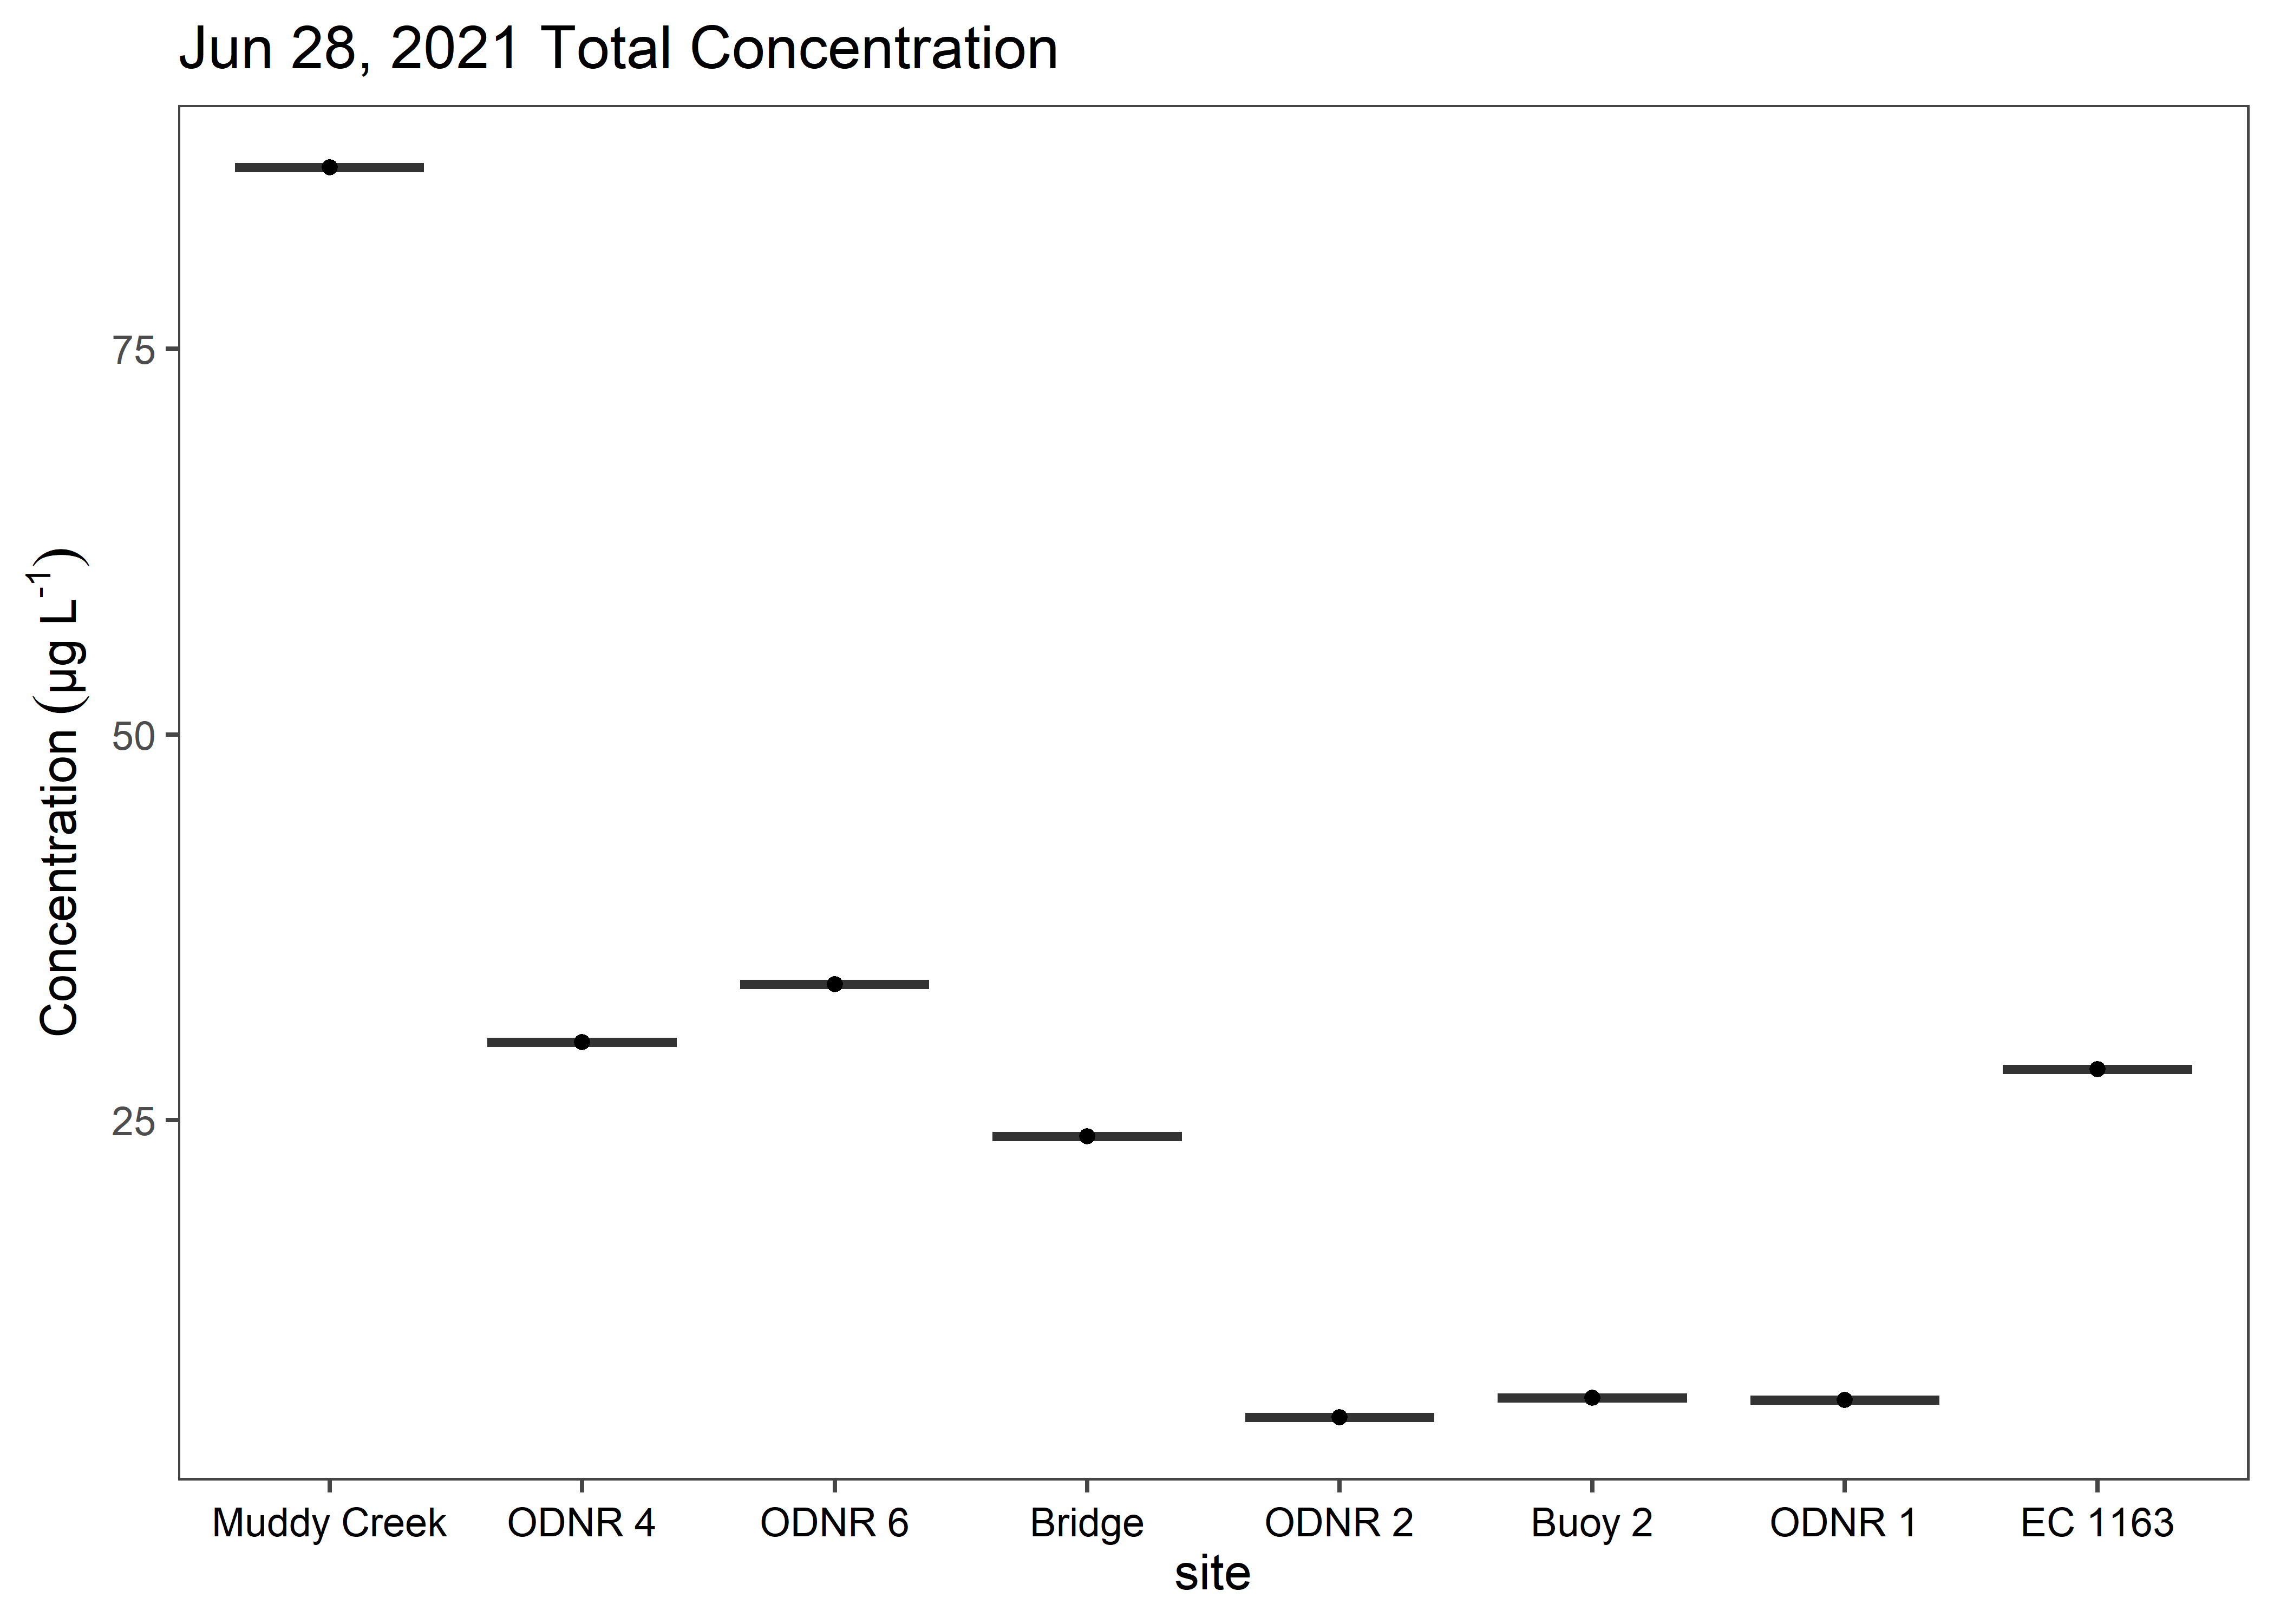 Jun 28, 2021 Total Concentration
Concentration (µg L⁻¹)
75
50
25
Muddy Creek ODNR 4 ODNR 6 Bridge ODNR 2 Buoy 2 ODNR 1 EC 1163
site